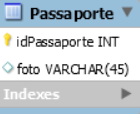 Passaporte
idPassaporte INT
foto VARCHAR(45)
Indexes